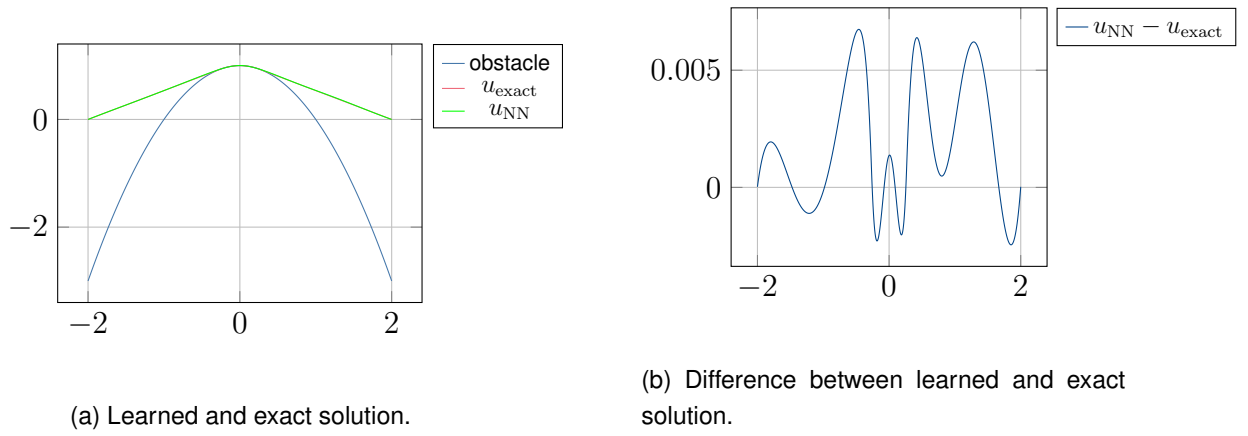 obstacle
u_exact
u_NN
0
−2
−2
0
2
(a) Learned and exact solution.
u_NN − u_exact
0.005
0
−2
0
2
(b) Difference between learned and exact
solution.